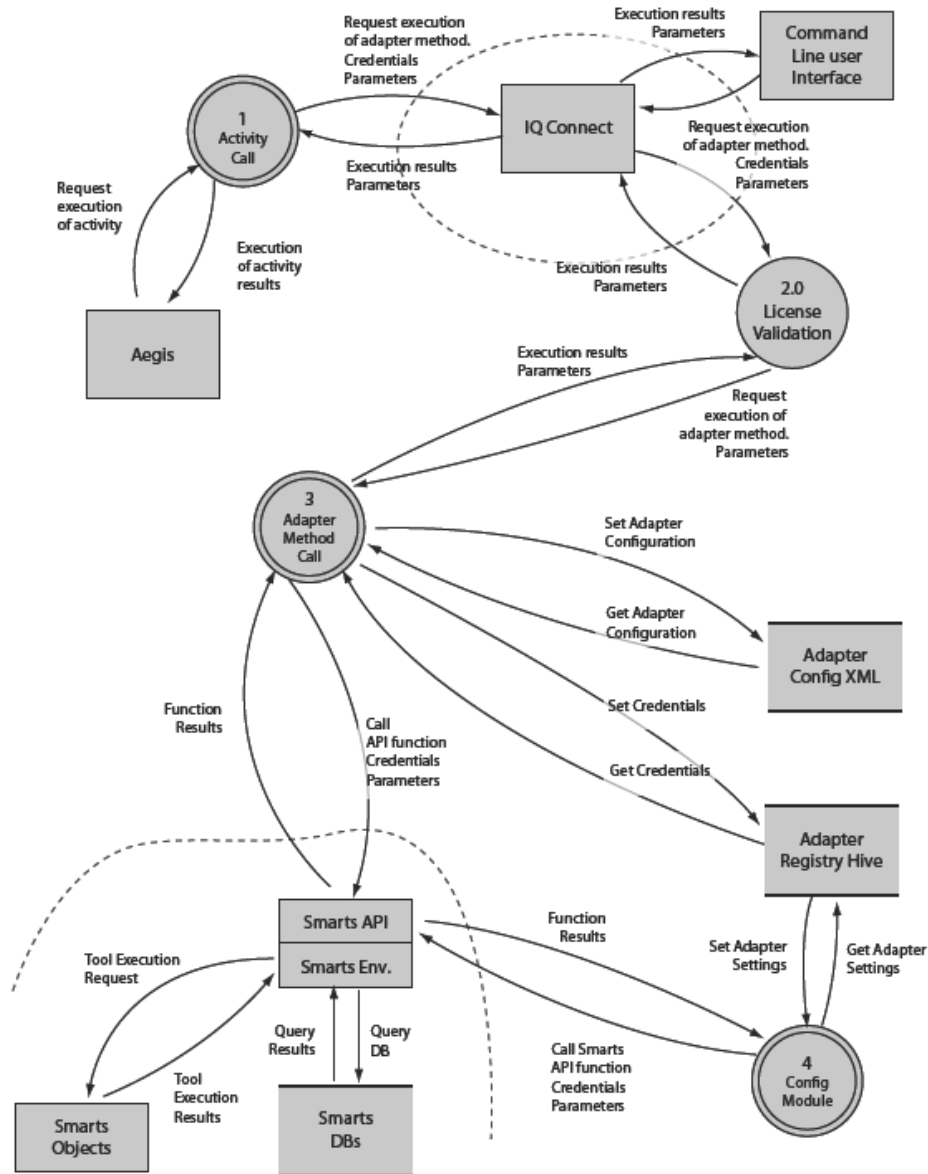 Request execution
of adapter method.
Credentials
Parameters
Execution results
Parameters
Command
Line user
Interface
1
Activity
Call
IQ Connect
Execution results
Parameters
Request execution
of adapter method.
Credentials
Parameters
Request
execution
of activity
Execution
of activity
results
Execution results
Parameters
2.0
License
Validation
Aegis
Execution results
Parameters
Request
execution of
adapter method.
Parameters
3
Adapter
Method
Call
Set Adapter
Configuration
Get Adapter
Configuration
Adapter
Config XML
Function
Results
Call
API function
Credentials
Parameters
Set Credentials
Get Credentials
Adapter
Registry Hive
Smarts API
Smarts Env.
Function
Results
Set Adapter
Settings
Get Adapter
Settings
Tool Execution
Request
Query
Results
Query
DB
Call Smarts
API function
Credentials
Parameters
4
Config
Module
Tool
Execution
Results
Smarts
Objects
Smarts
DBs